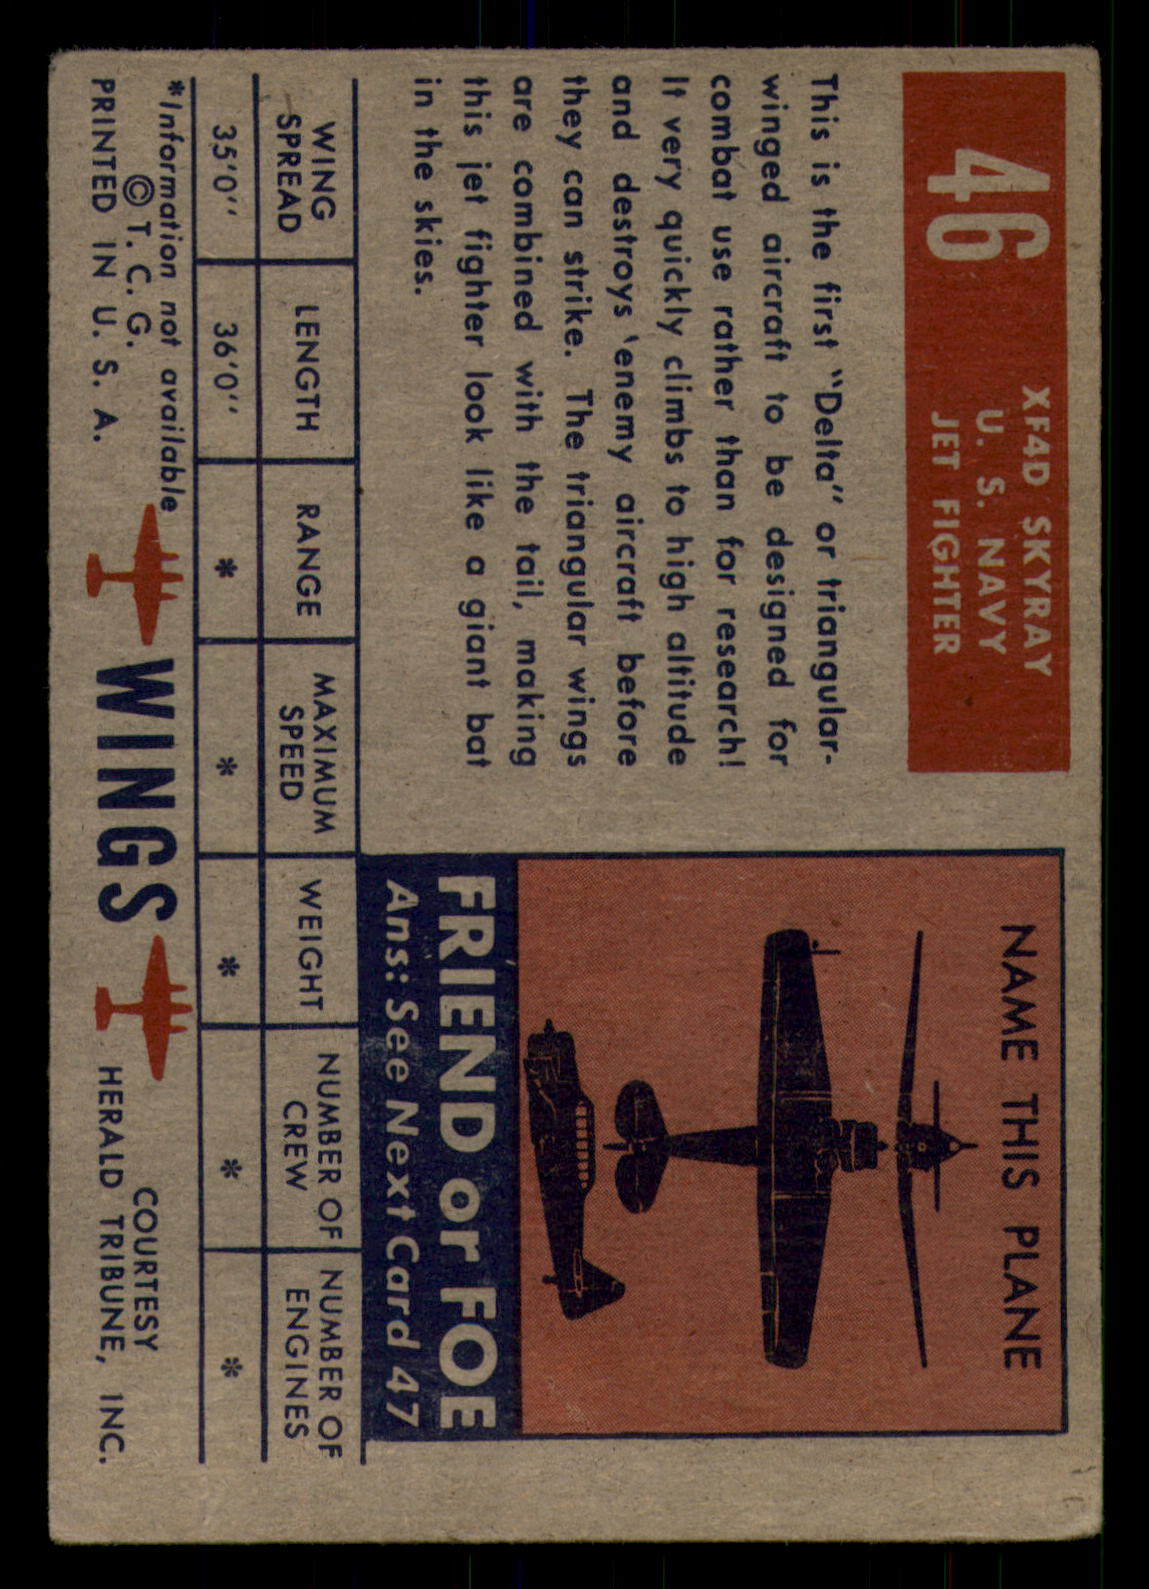 46
XF4D SKYRAY
U. S. NAVY
JET FIGHTER
This is the first "Delta" or triangular-
winged aircraft to be designed for
combat use rather than for research!
It very quickly climbs to high altitude
and destroys 'enemy aircraft before
they can strike. The triangular wings
are combined with the tail, making
this jet fighter look like a giant bat
in the skies.
NAME THIS PLANE
FRIEND or FOE
Ans: See Next Card 47
WING SPREAD
LENGTH
RANGE
MAXIMUM SPEED
WEIGHT
NUMBER OF CREW
NUMBER OF ENGINES
35'0" 36'0" * * * * *
*Information not available
© T. C. G.
PRINTED IN U. S. A.
WINGS
COURTESY
HERALD TRIBUNE, INC.